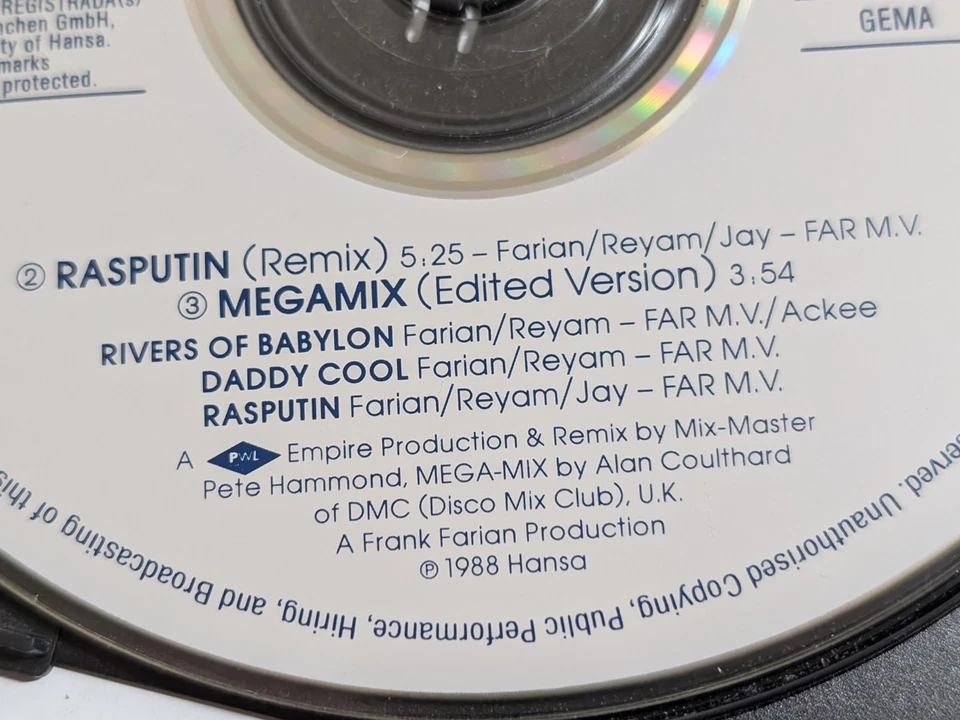 REGISTRADA(S)
nchen GmbH,
ty of Hansa.
marks
protected.
GEMA
② RASPUTIN (Remix) 5:25 – Farian/Reyam/Jay – FAR M.V.
③ MEGAMIX (Edited Version) 3:54
RIVERS OF BABYLON Farian/Reyam – FAR M.V./Ackee
DADDY COOL Farian/Reyam – FAR M.V.
RASPUTIN Farian/Reyam/Jay – FAR M.V.
A PWL Empire Production & Remix by Mix-Master
Pete Hammond, MEGA-MIX by Alan Coulthard
of DMC (Disco Mix Club), U.K.
A Frank Farian Production
℗ 1988 Hansa
served. Unauthorised Copying, Public Performance, Hiring, and Broadcasting of this